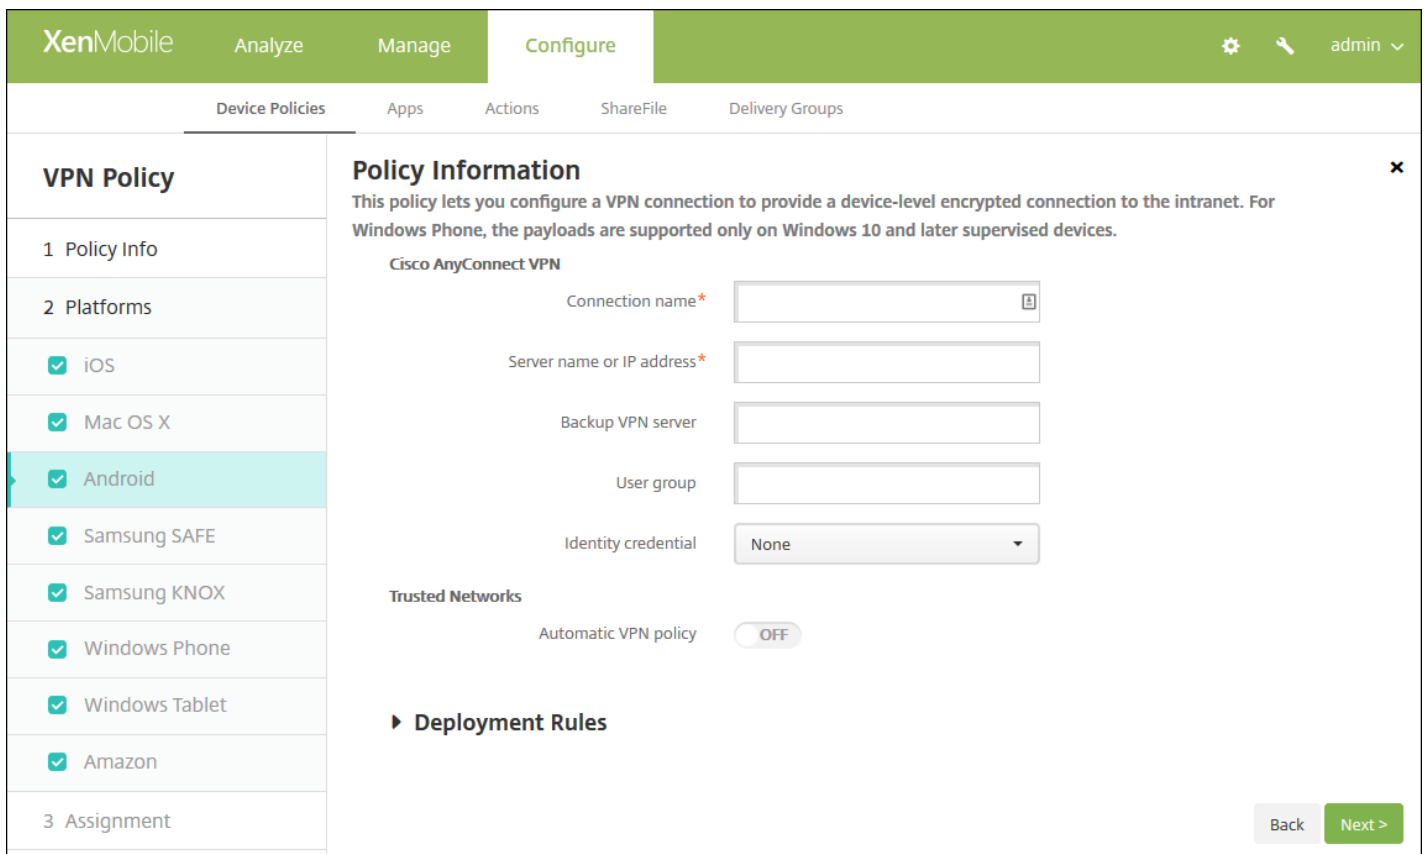 XenMobile Analyze Manage Configure admin
Device Policies Apps Actions ShareFile Delivery Groups
VPN Policy
1 Policy Info
2 Platforms
iOS
Mac OS X
Android
Samsung SAFE
Samsung KNOX
Windows Phone
Windows Tablet
Amazon
3 Assignment
Policy Information
This policy lets you configure a VPN connection to provide a device-level encrypted connection to the intranet. For
Windows Phone, the payloads are supported only on Windows 10 and later supervised devices.
Cisco AnyConnect VPN
Connection name*
Server name or IP address*
Backup VPN server
User group
Identity credential None
Trusted Networks
Automatic VPN policy OFF
Deployment Rules
Back Next >